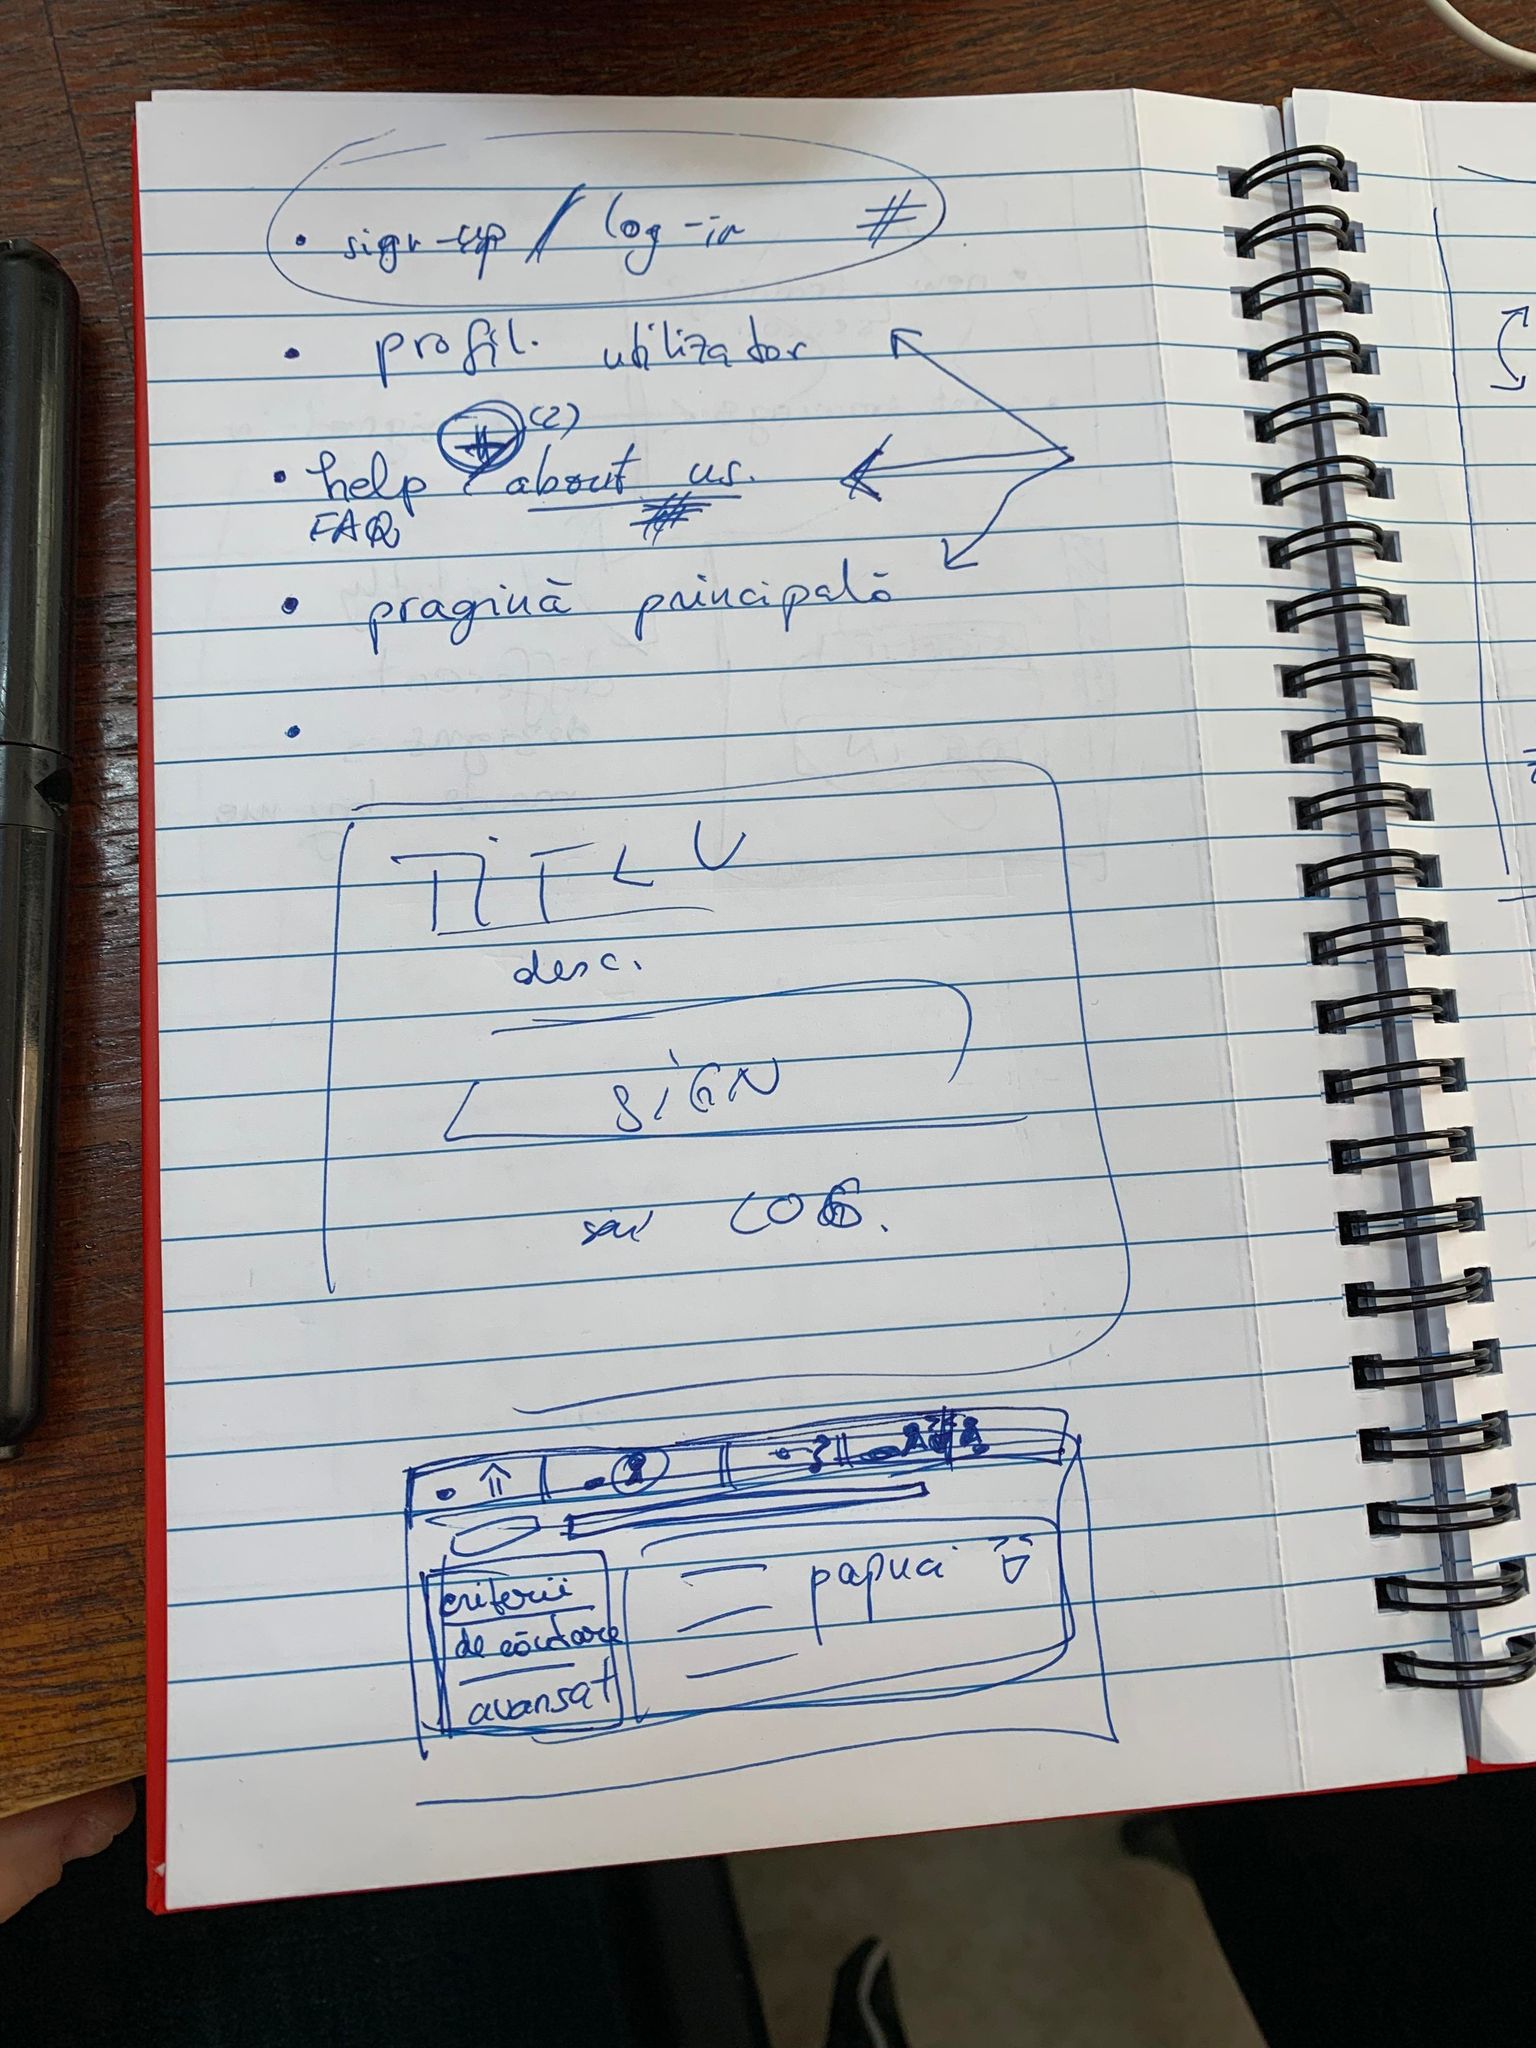 • sign-up / log-in #
• profil. utilizator
# (2)
• help / about us.
FAQ #
• pragină principală
•
TITLU
desc.
SIGN
sau LOG.
criterii
de căutare
avansat
papuci